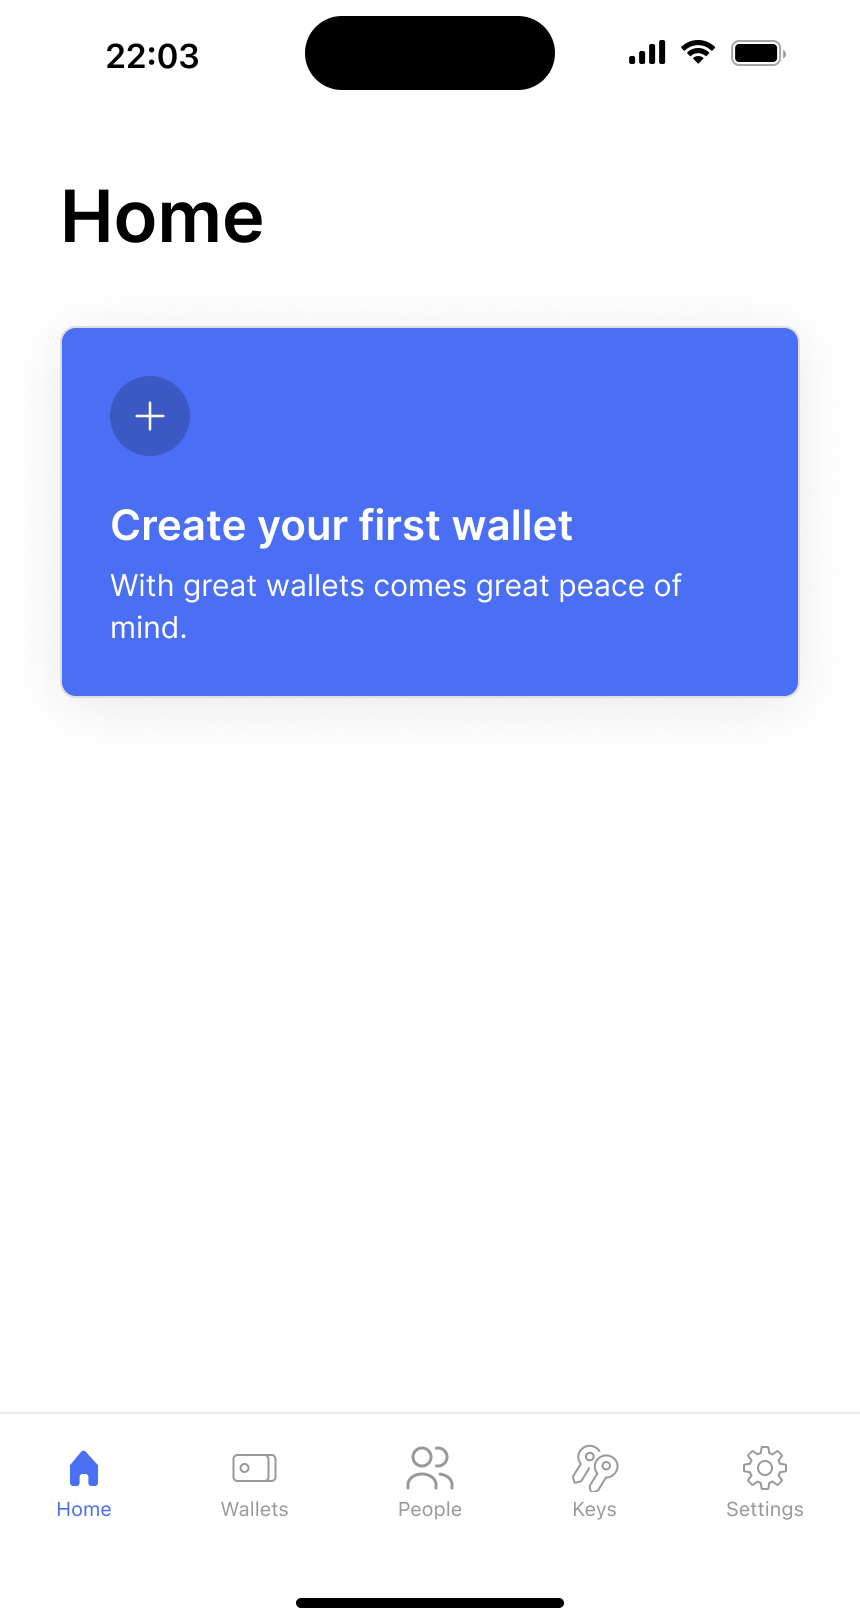 22:03
Home
Create your first wallet
With great wallets comes great peace of
mind.
Home
Wallets
People
Keys
Settings